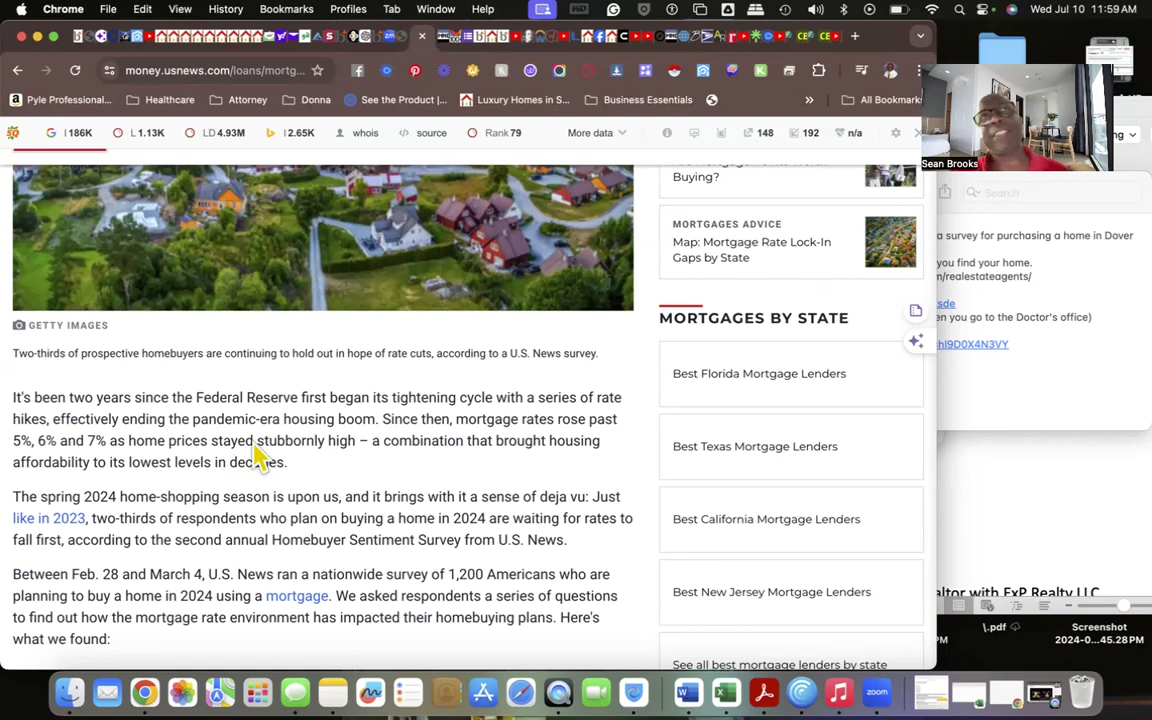 Chrome File Edit View History Bookmarks Profiles Tab Window Help Wed Jul 10 11:59 AM
money.usnews.com/loans/mortg...
Pyle Professional... Healthcare Attorney Donna See the Product |... Luxury Homes in S... Business Essentials » All Bookmarks
186K L 1.13K LD 4.93M I 2.65K whois source Rank 79 More data 148 192 n/a
Sean Brooks
Search
Buying?
MORTGAGES ADVICE
Map: Mortgage Rate Lock-In
Gaps by State
GETTY IMAGES
Two-thirds of prospective homebuyers are continuing to hold out in hope of rate cuts, according to a U.S. News survey.
It's been two years since the Federal Reserve first began its tightening cycle with a series of rate
hikes, effectively ending the pandemic-era housing boom. Since then, mortgage rates rose past
5%, 6% and 7% as home prices stayed stubbornly high – a combination that brought housing
affordability to its lowest levels in decades.
The spring 2024 home-shopping season is upon us, and it brings with it a sense of deja vu: Just
like in 2023, two-thirds of respondents who plan on buying a home in 2024 are waiting for rates to
fall first, according to the second annual Homebuyer Sentiment Survey from U.S. News.
Between Feb. 28 and March 4, U.S. News ran a nationwide survey of 1,200 Americans who are
planning to buy a home in 2024 using a mortgage. We asked respondents a series of questions
to find out how the mortgage rate environment has impacted their homebuying plans. Here's
what we found:
MORTGAGES BY STATE
Best Florida Mortgage Lenders
Best Texas Mortgage Lenders
Best California Mortgage Lenders
Best New Jersey Mortgage Lenders
See all best mortgage lenders by state
a survey for purchasing a home in Dover
you find your home.
m/realestateagents/
sde
en you go to the Doctor's office)
hl9D0X4N3VY
altor with ExP Realty LLC
PM
\.pdf
Screenshot
2024-0...45.28 PM
zoom